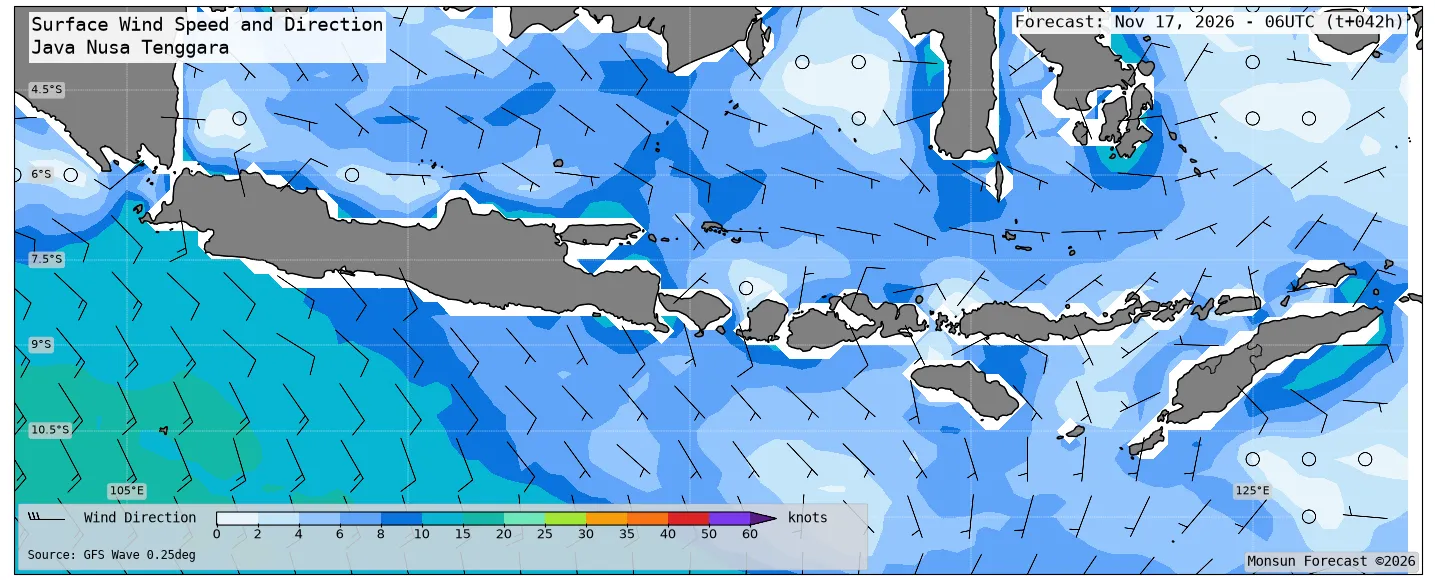 Surface Wind Speed and Direction
Java Nusa Tenggara
Forecast: Nov 17, 2026 - 06UTC (t+042h)
4.5°S
6°S
7.5°S
9°S
10.5°S
105°E
125°E
Wind Direction
knots
0 2 4 6 8 10 15 20 25 30 35 40 50 60
Source: GFS Wave 0.25deg
Monsun Forecast ©2026